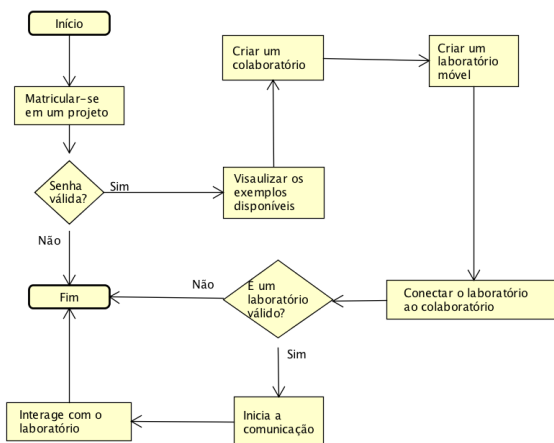 Início
Matricular-se
em um projeto
Senha
válida?
Sim
Não
Visaulizar os
exemplos
disponíveis
Criar um
colaboratório
Criar um
laboratório
móvel
Conectar o laboratório
ao colaboratório
É um
laboratório
válido?
Não
Sim
Inicia a
comunicação
Interage com o
laboratório
Fim